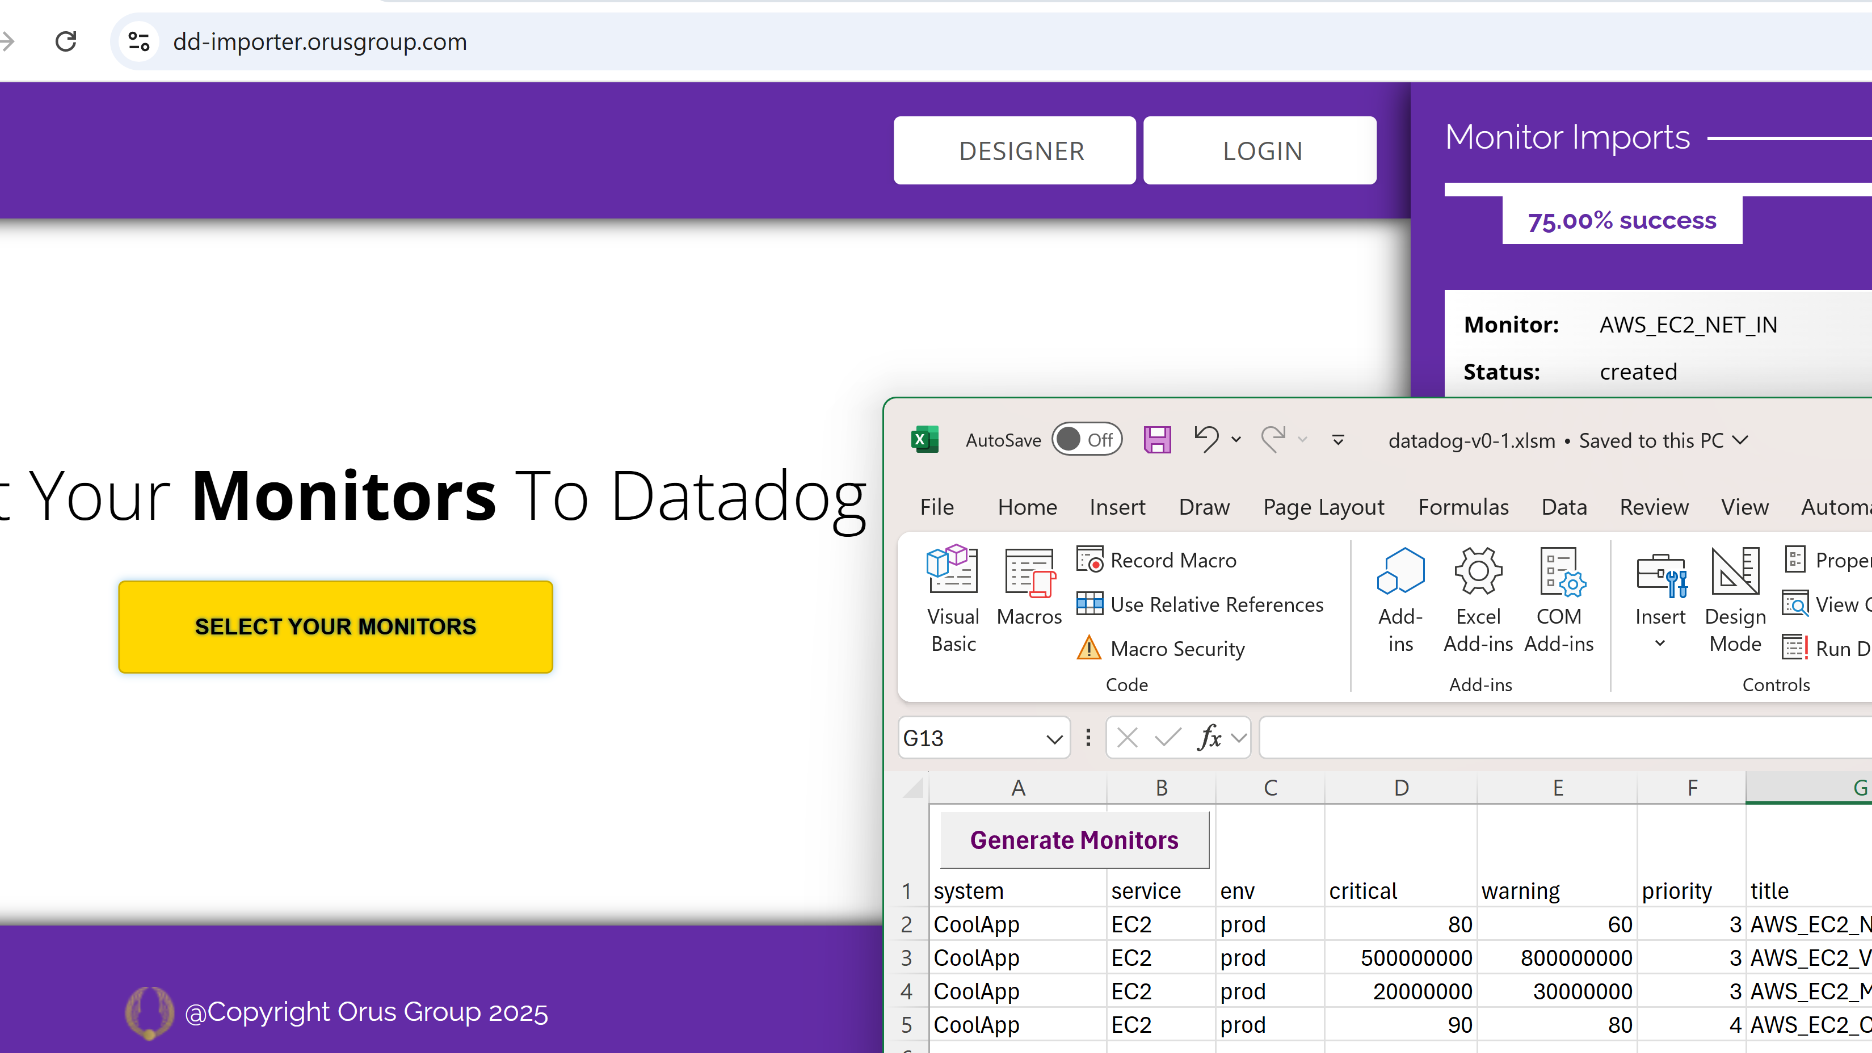 dd-importer.orusgroup.com
DESIGNER LOGIN
Monitor Imports
75.00% success
Monitor: AWS_EC2_NET_IN
Status: created
Your Monitors To Datadog
SELECT YOUR MONITORS
@Copyright Orus Group 2025
AutoSave Off datadog-v0-1.xlsm • Saved to this PC
File Home Insert Draw Page Layout Formulas Data Review View Automa
Visual Basic
Macros
Record Macro
Use Relative References
Macro Security
Code
Add-ins
Excel Add-ins
COM Add-ins
Add-ins
Insert
Design Mode
Proper
View C
Run D
Controls
G13 fx
A B C D E F G
Generate Monitors
1 system service env critical warning priority title
2 CoolApp EC2 prod 80 60 3 AWS_EC2_N
3 CoolApp EC2 prod 500000000 800000000 3 AWS_EC2_V
4 CoolApp EC2 prod 20000000 30000000 3 AWS_EC2_M
5 CoolApp EC2 prod 90 80 4 AWS_EC2_C